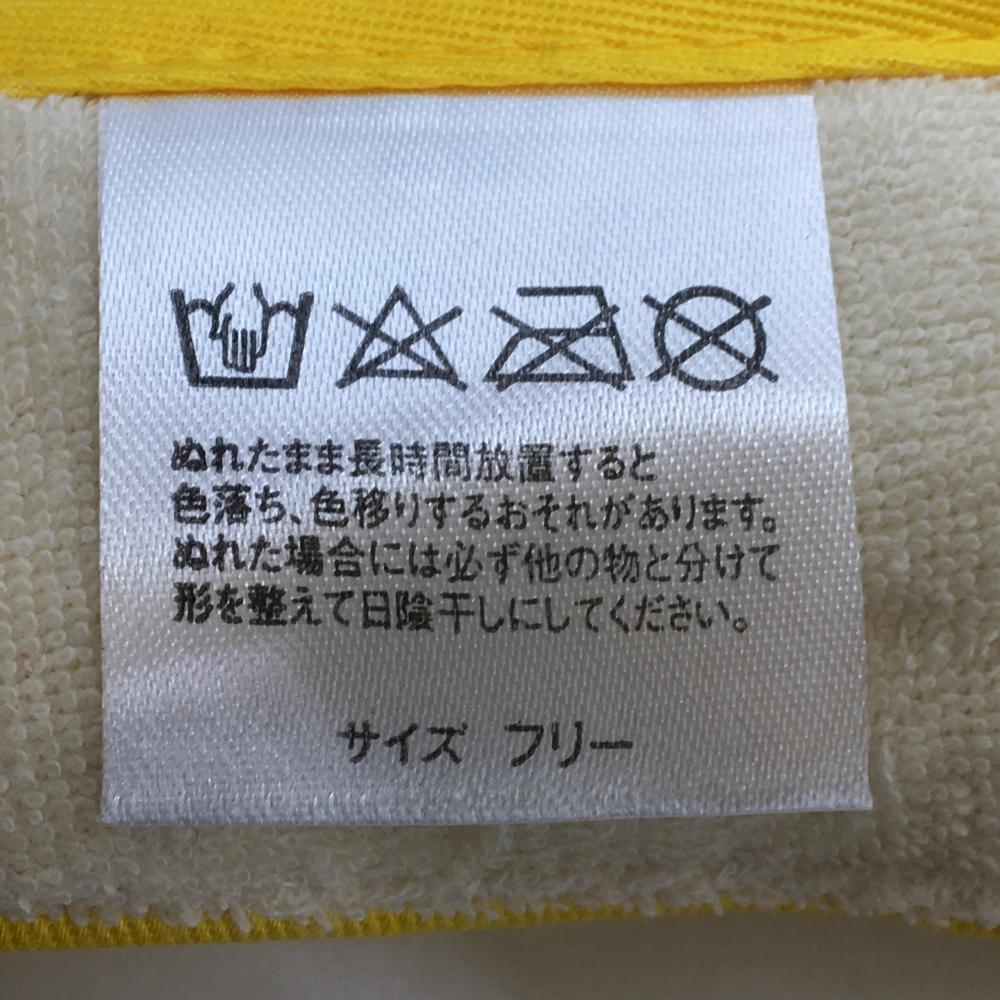 ぬれたまま長時間放置すると
色落ち、色移りするおそれがあります。
ぬれた場合には必ず他の物と分けて
形を整えて日陰干しにしてください。
サイズ フリー